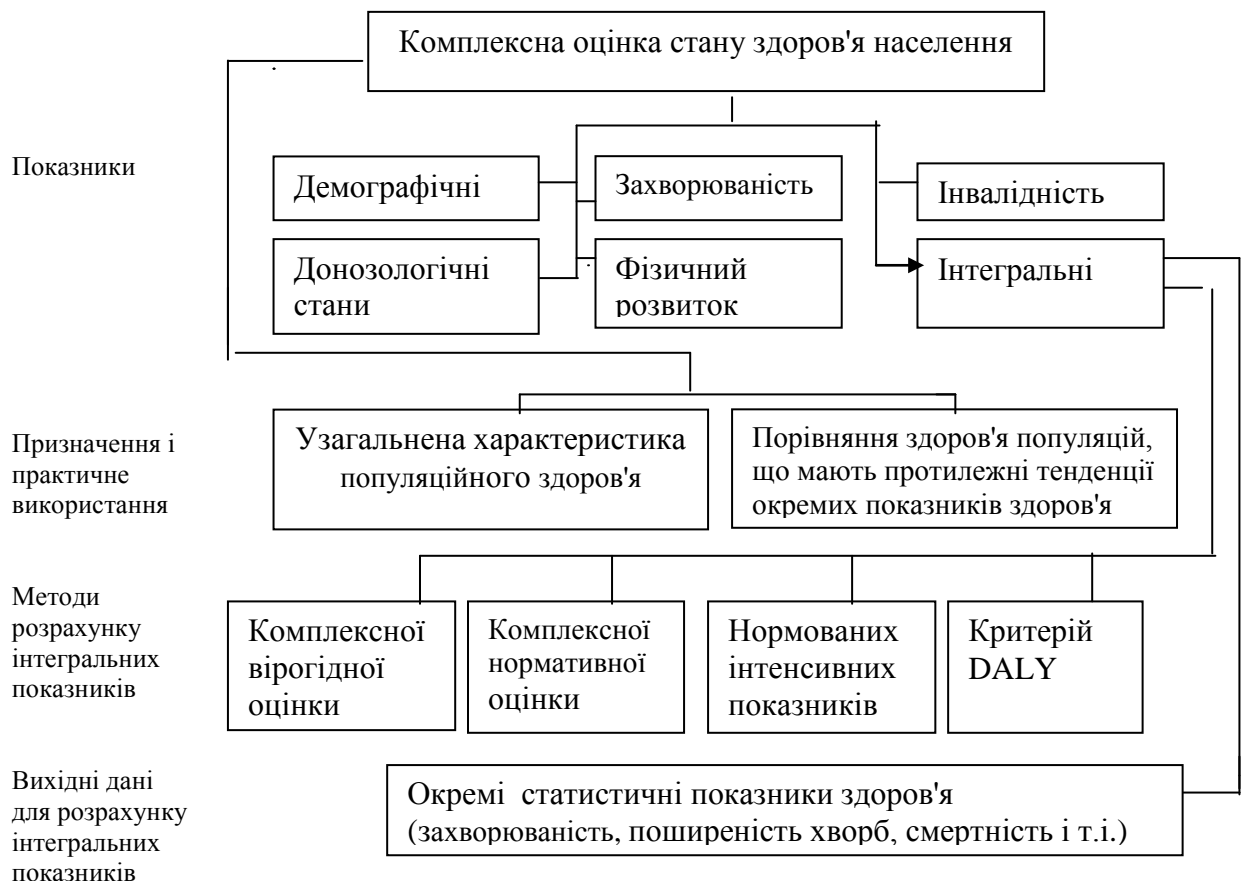 Комплексна оцінка стану здоров'я населення
Показники
Демографічні
Захворюваність
Інвалідність
Донозологічні
стани
Фізичний
розвиток
Інтегральні
Призначення і
практичне
використання
Узагальнена характеристика
популяційного здоров'я
Порівняння здоров'я популяцій,
що мають протилежні тенденції
окремих показників здоров'я
Методи
розрахунку
інтегральних
показників
Комплексної
вірогідної
оцінки
Комплексної
нормативної
оцінки
Нормованих
інтенсивних
показників
Критерій
DALY
Вихідні дані
для розрахунку
інтегральних
показників
Окремі статистичні показники здоров'я
(захворюваність, поширеність хворб, смертність і т.і.)